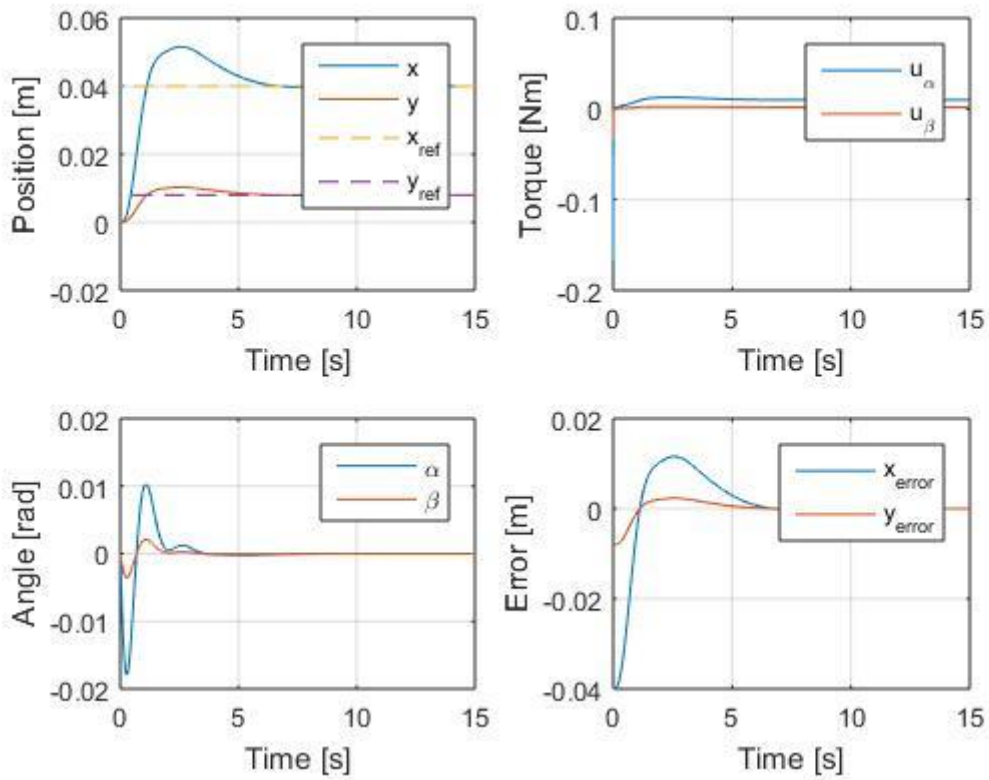 0.06
0.04
0.02
0
-0.02
Position [m]
x
y
x_ref
y_ref
0 5 10 15
Time [s]
0.1
0
-0.1
-0.2
Torque [Nm]
u_α
u_β
0 5 10 15
Time [s]
0.02
0.01
0
-0.01
-0.02
Angle [rad]
α
β
0 5 10 15
Time [s]
0.02
0
-0.02
-0.04
Error [m]
x_error
y_error
0 5 10 15
Time [s]